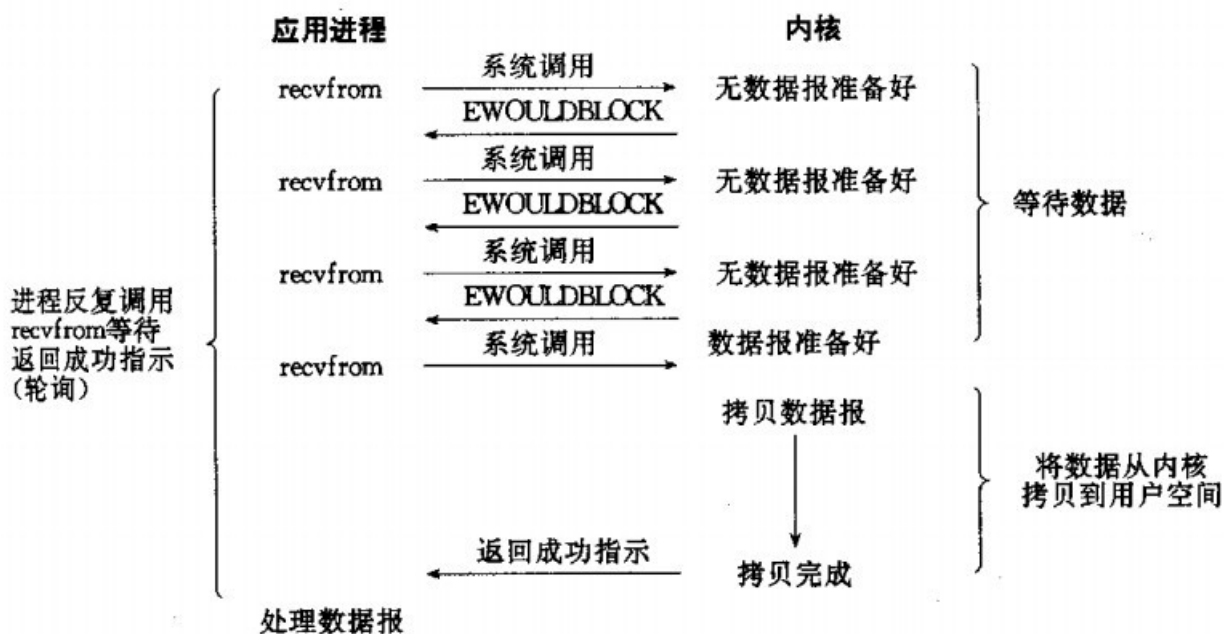 应用进程
内核
recvfrom
系统调用
无数据报准备好
EWOULDBLOCK
recvfrom
系统调用
无数据报准备好
EWOULDBLOCK
等待数据
recvfrom
系统调用
无数据报准备好
EWOULDBLOCK
进程反复调用
recvfrom等待
返回成功指示
(轮询)
recvfrom
系统调用
数据报准备好
拷贝数据报
将数据从内核
拷贝到用户空间
返回成功指示
拷贝完成
处理数据报